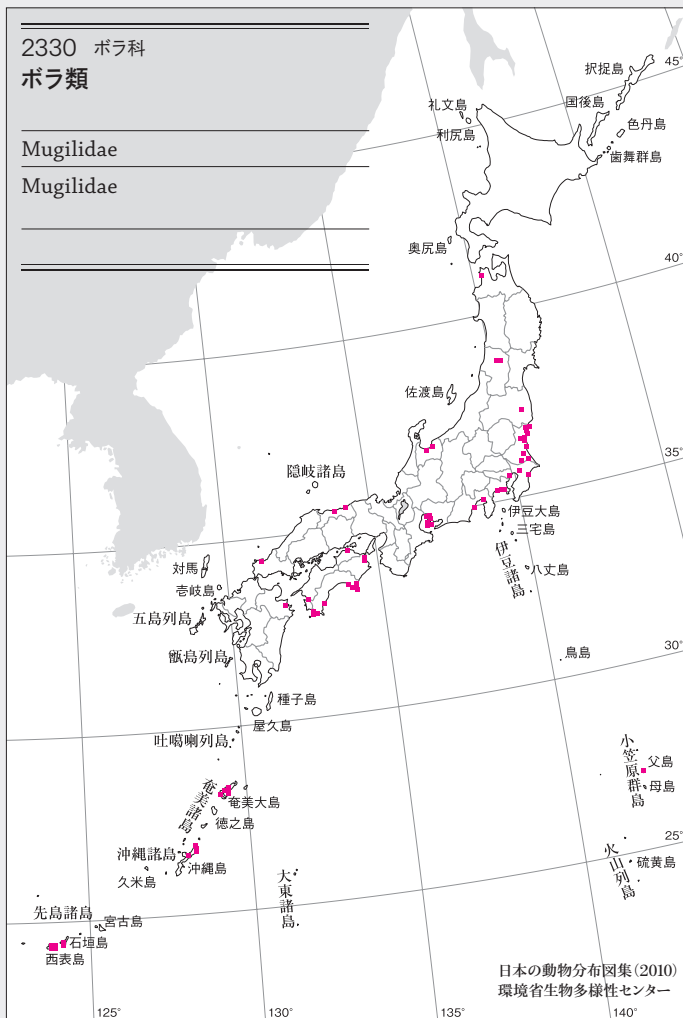 2330 ボラ科
ボラ類
Mugilidae
Mugilidae
45°
択捉島
国後島
礼文島
色丹島
利尻島
歯舞群島
奥尻島
40°
佐渡島
35°
隠岐諸島
伊豆大島
三宅島
伊豆諸島
八丈島
対馬
壱岐島
五島列島
甑島列島
鳥島
30°
種子島
屋久島
吐噶喇列島
小笠原群島
父島
母島
奄美諸島
奄美大島
徳之島
25°
沖縄諸島
沖縄島
久米島
火山列島
硫黄島
大東諸島
先島諸島
宮古島
石垣島
西表島
日本の動物分布図集(2010)
環境省生物多様性センター
125°
130°
135°
140°